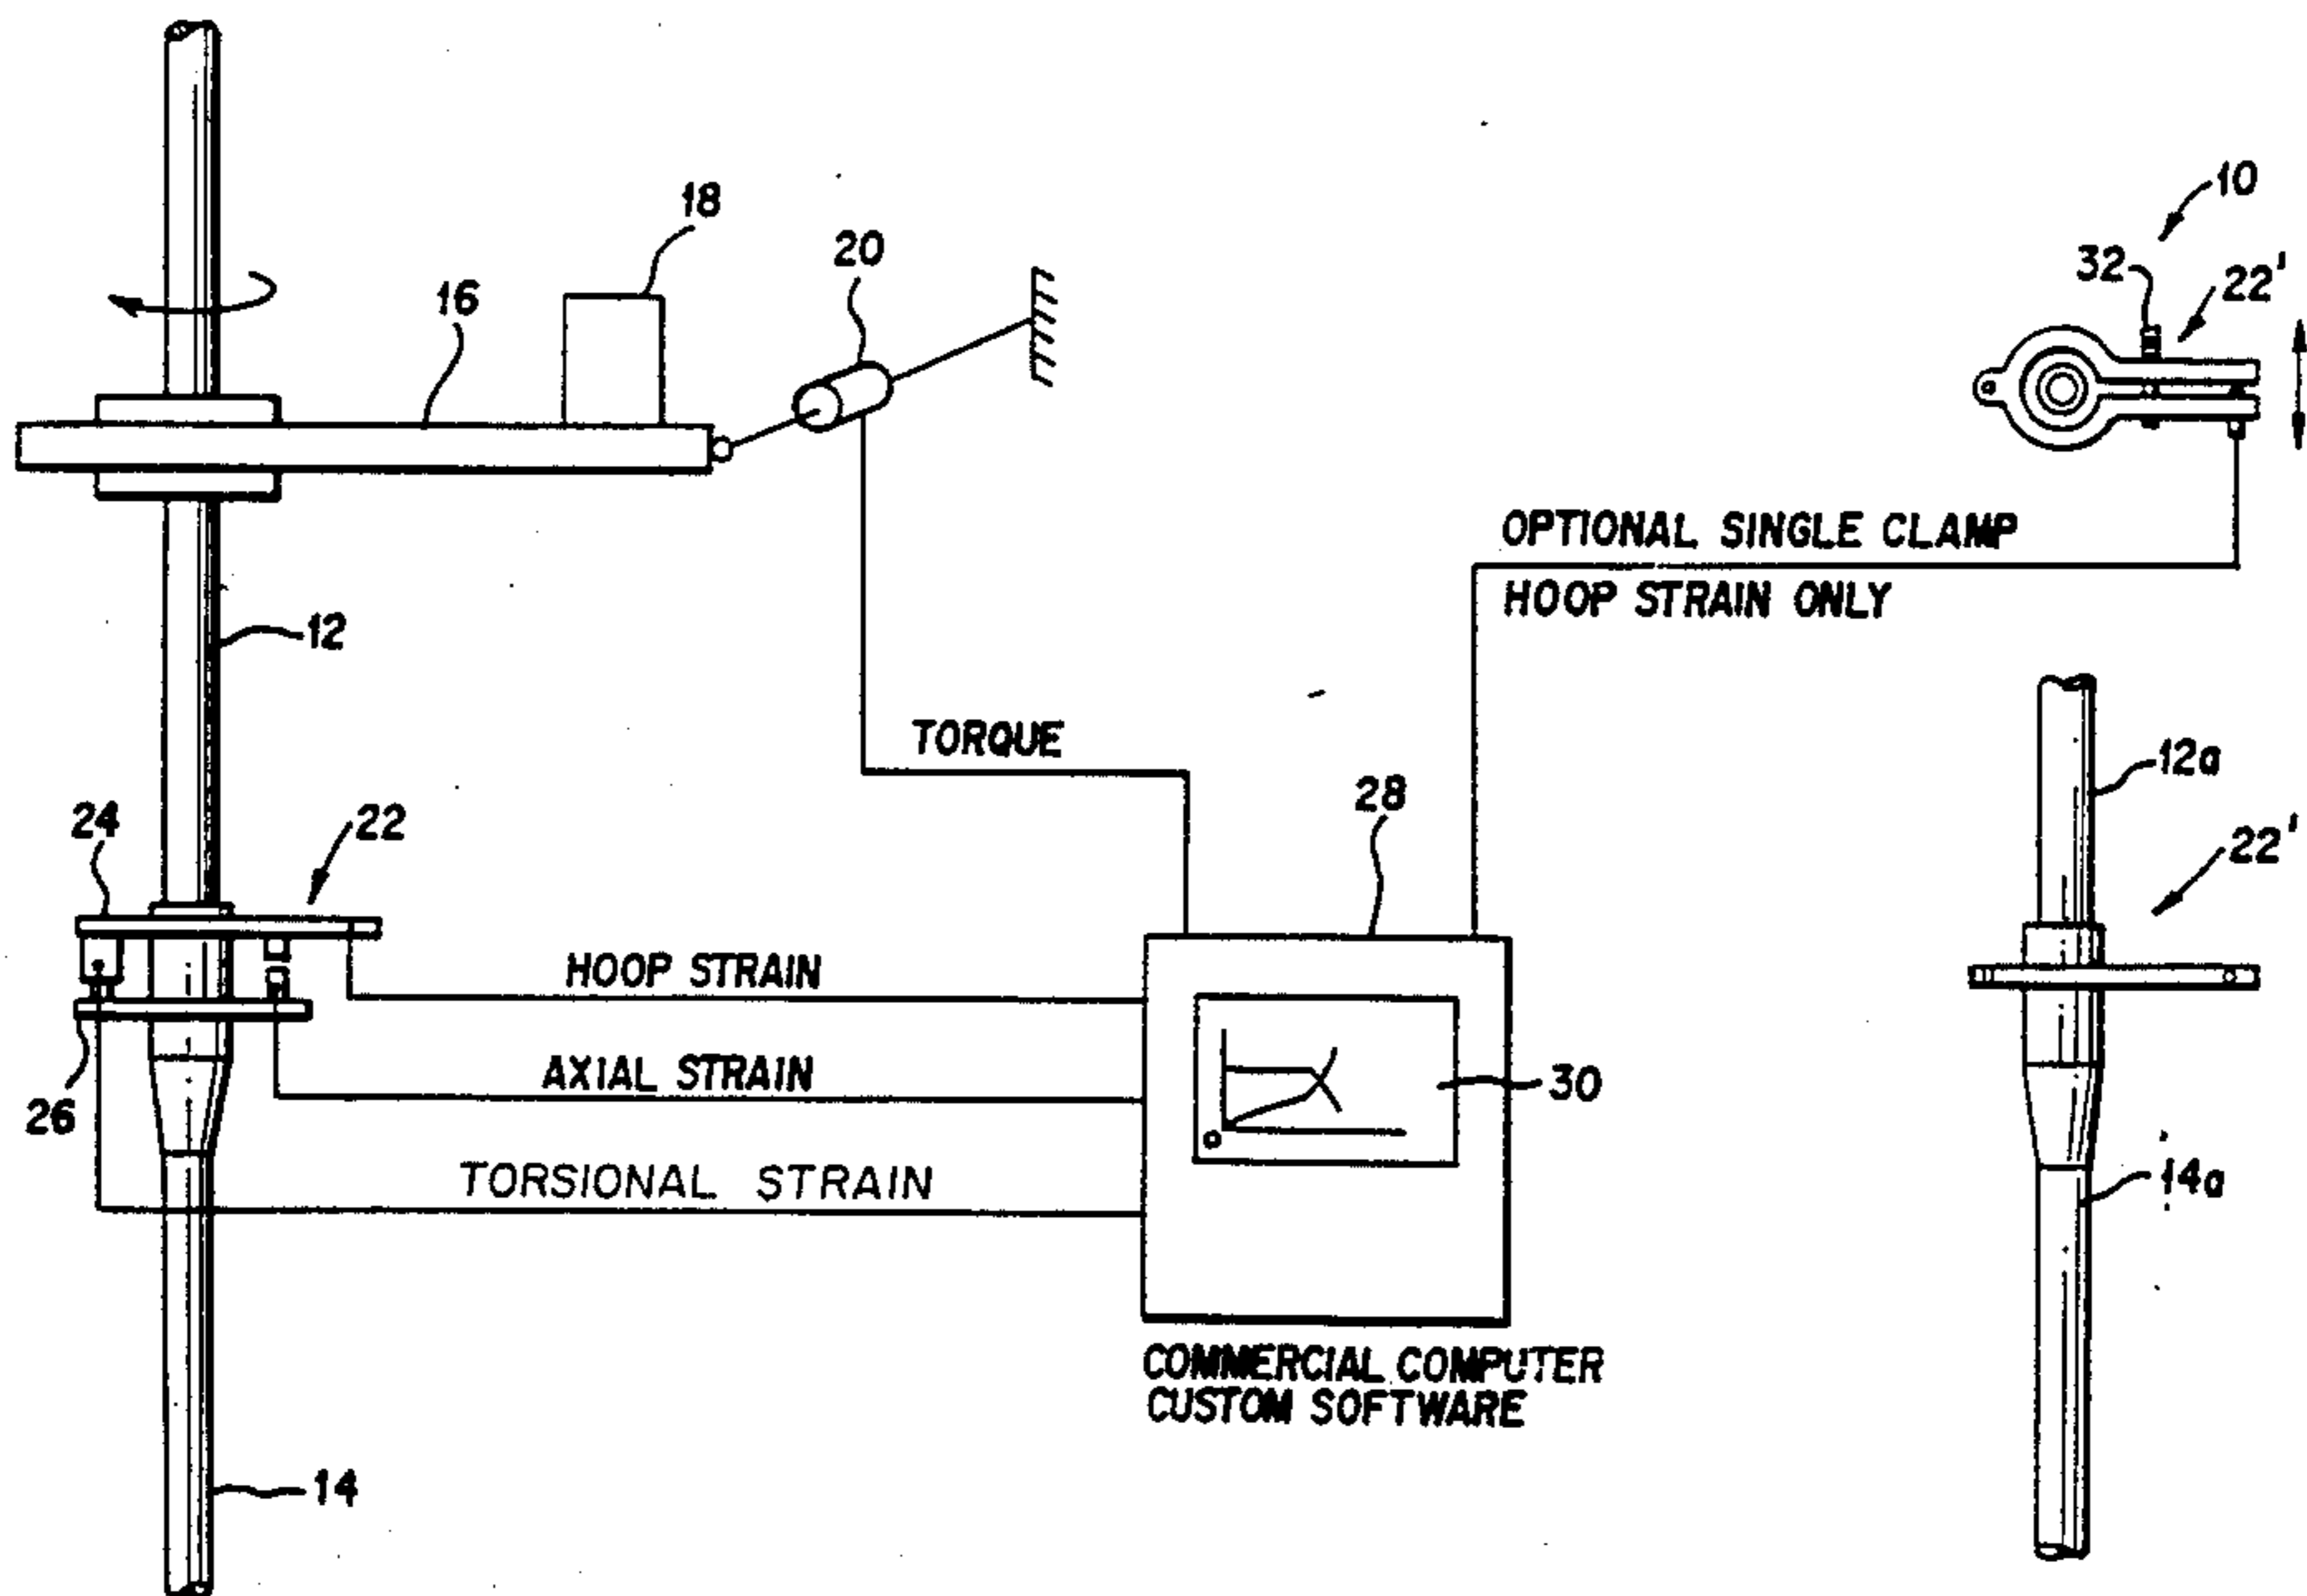 18
20
10
32
22'
16
OPTIONAL SINGLE CLAMP
HOOP STRAIN ONLY
12
TORQUE
12a
28
24
22
22'
HOOP STRAIN
AXIAL STRAIN
30
26
0
TORSIONAL STRAIN
14a
COMMERCIAL COMPUTER
CUSTOM SOFTWARE
14